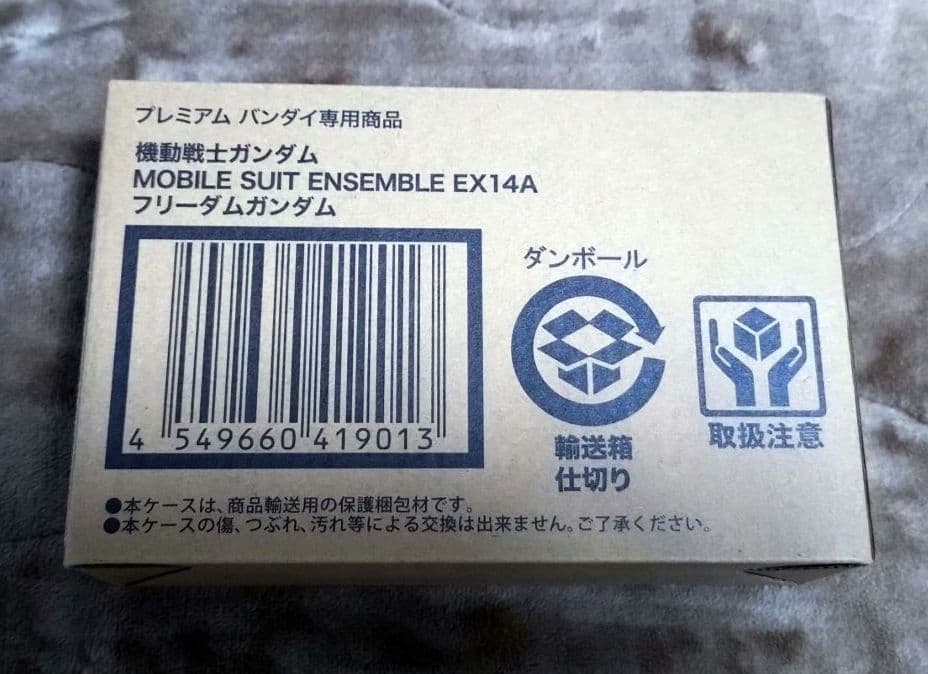 プレミアム バンダイ専用商品
機動戦士ガンダム
MOBILE SUIT ENSEMBLE EX14A
フリーダムガンダム
ダンボール
4 549660 419013
輸送箱
仕切り
取扱注意
●本ケースは、商品輸送用の保護梱包材です。
●本ケースの傷、つぶれ、汚れ等による交換は出来ません。ご了承ください。